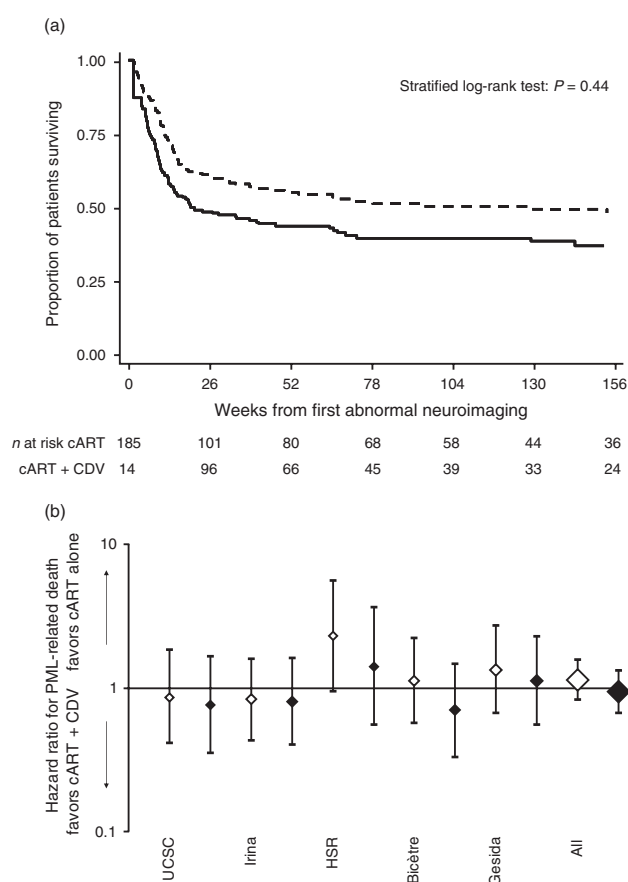 (a)
1.00
0.75
0.50
0.25
0.00
Proportion of patients surviving
Stratified log-rank test: P = 0.44
0 26 52 78 104 130 156
Weeks from first abnormal neuroimaging
n at risk cART 185 101 80 68 58 44 36
cART + CDV 14 96 66 45 39 33 24
(b)
Hazard ratio for PML-related death
favors cART + CDV favors cART alone
10
1
0.1
UCSC
Irina
HSR
Bicètre
Gesida
All